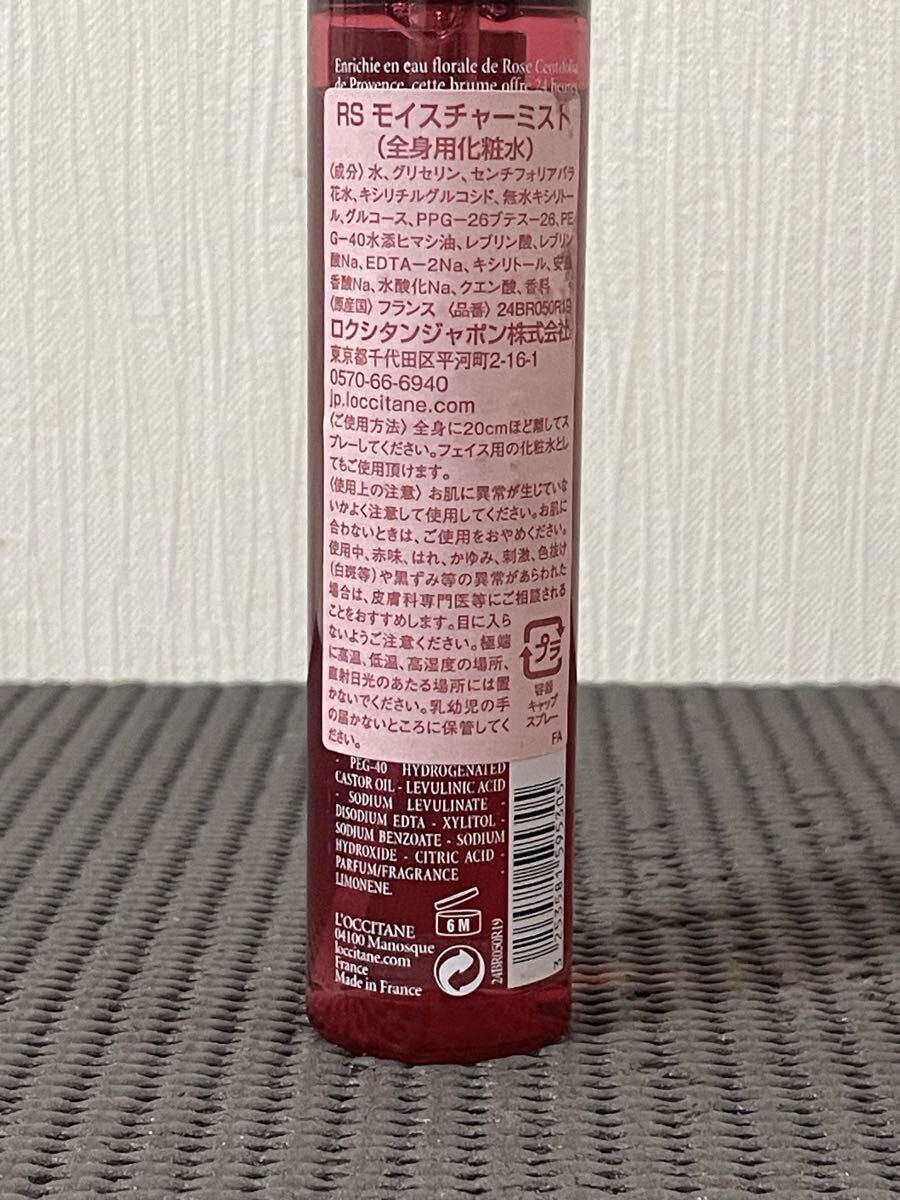 Enrichie en eau florale de Rose Centifolia
de Provence, cette brume offre 24 heures
RS モイスチャーミスト
(全身用化粧水)
〈成分〉水、グリセリン、センチフォリアバラ
花水、キシリチルグルコシド、無水キシリトー
ル、グルコース、PPG－26ブテス－26、PE
G－40水添ヒマシ油、レブリン酸、レブリン
酸Na、EDTA－2Na、キシリトール、安息
香酸Na、水酸化Na、クエン酸、香料
〈原産国〉フランス 〈品番〉24BR050R19
ロクシタンジャポン株式会社
東京都千代田区平河町2-16-1
0570-66-6940
jp.loccitane.com
〈ご使用方法〉全身に20cmほど離してス
プレーしてください。フェイス用の化粧水とし
てもご使用頂けます。
〈使用上の注意〉お肌に異常が生じていな
いかよく注意して使用してください。お肌に
合わないときは、ご使用をおやめください。
使用中、赤味、はれ、かゆみ、刺激、色抜け
(白斑等)や黒ずみ等の異常があらわれた
場合は、皮膚科専門医等にご相談される
ことをおすすめします。目に入ら
ないようご注意ください。極端
に高温、低温、高湿度の場所、
直射日光のあたる場所には置
かないでください。乳幼児の手
の届かないところに保管してく
ださい。
プラ
容器
キャップ
スプレー
FA
- PEG-40 HYDROGENATED
CASTOR OIL - LEVULINIC ACID
- SODIUM LEVULINATE -
DISODIUM EDTA - XYLITOL -
SODIUM BENZOATE - SODIUM
HYDROXIDE - CITRIC ACID -
PARFUM/FRAGRANCE -
LIMONENE.
6 M
L'OCCITANE
04100 Manosque
loccitane.com
France
Made in France
24BR050R19
3 253581 595305